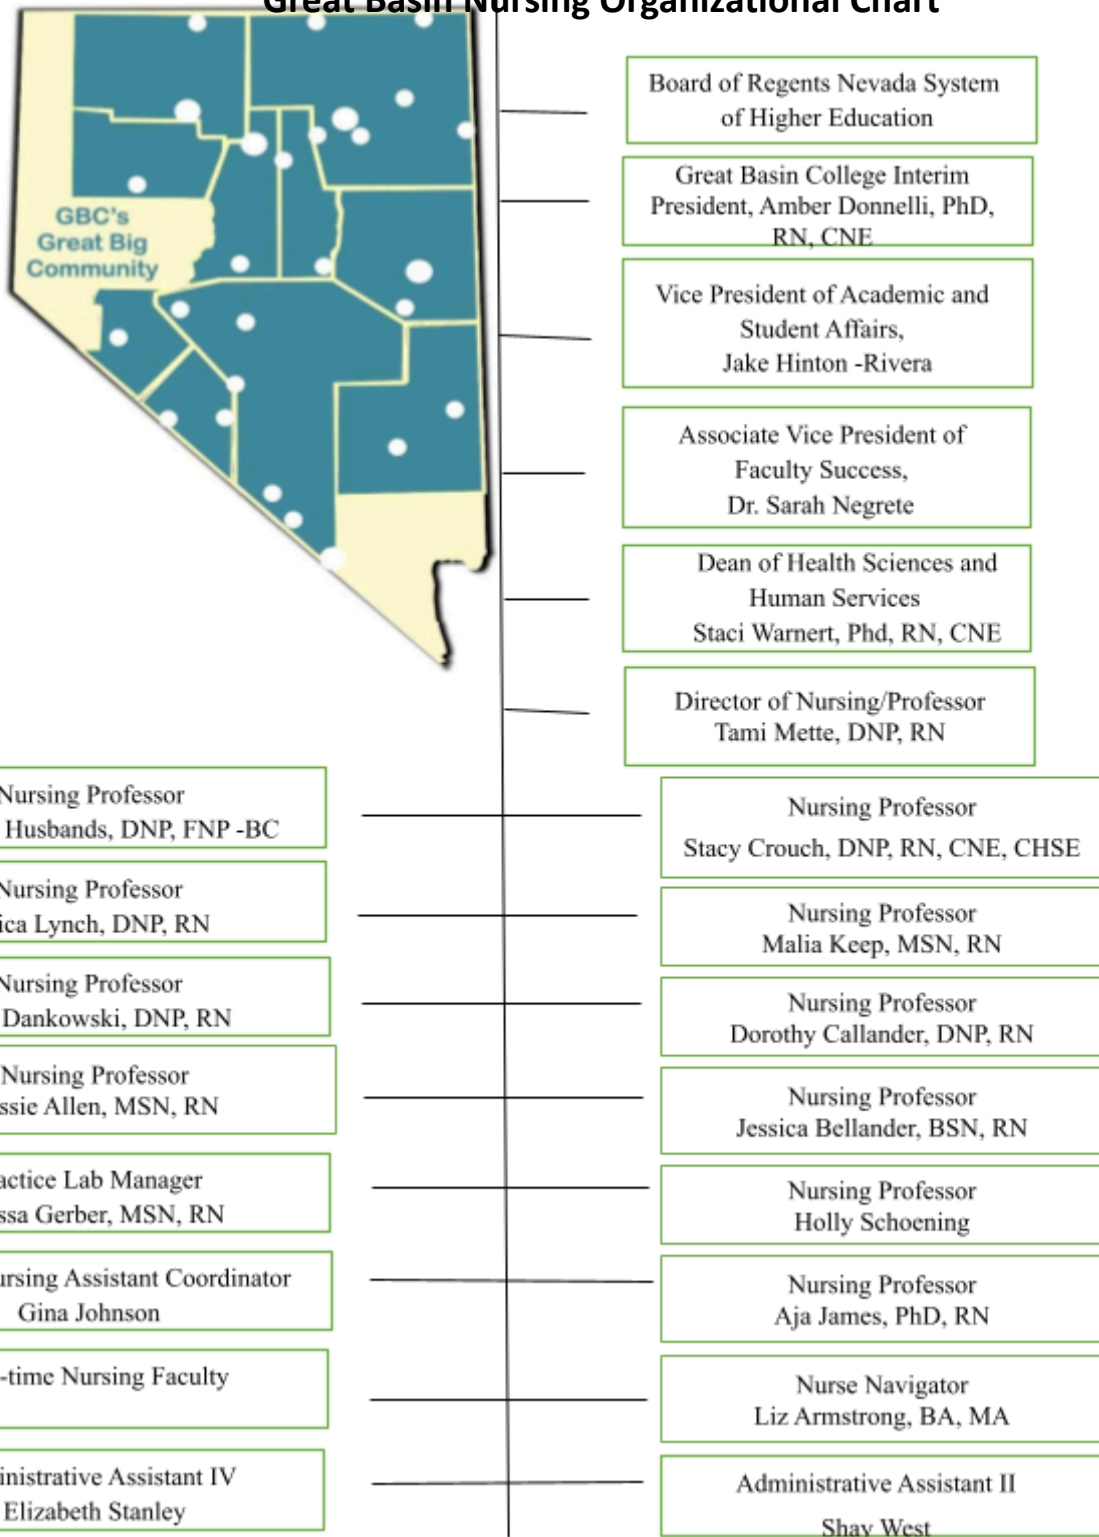 Great Basin Nursing Organizational Chart
GBC's
Great Big
Community
Board of Regents Nevada System
of Higher Education
Great Basin College Interim
President, Amber Donnelli, PhD,
RN, CNE
Vice President of Academic and
Student Affairs,
Jake Hinton -Rivera
Associate Vice President of
Faculty Success,
Dr. Sarah Negrete
Dean of Health Sciences and
Human Services
Staci Warnert, Phd, RN, CNE
Director of Nursing/Professor
Tami Mette, DNP, RN
Nursing Professor
Husbands, DNP, FNP -BC
Nursing Professor
Stacy Crouch, DNP, RN, CNE, CHSE
Nursing Professor
ica Lynch, DNP, RN
Nursing Professor
Malia Keep, MSN, RN
Nursing Professor
Dankowski, DNP, RN
Nursing Professor
Dorothy Callander, DNP, RN
Nursing Professor
ssie Allen, MSN, RN
Nursing Professor
Jessica Bellander, BSN, RN
actice Lab Manager
ssa Gerber, MSN, RN
Nursing Professor
Holly Schoening
ursing Assistant Coordinator
Gina Johnson
Nursing Professor
Aja James, PhD, RN
-time Nursing Faculty
Nurse Navigator
Liz Armstrong, BA, MA
inistrative Assistant IV
Elizabeth Stanley
Administrative Assistant II
Shay West